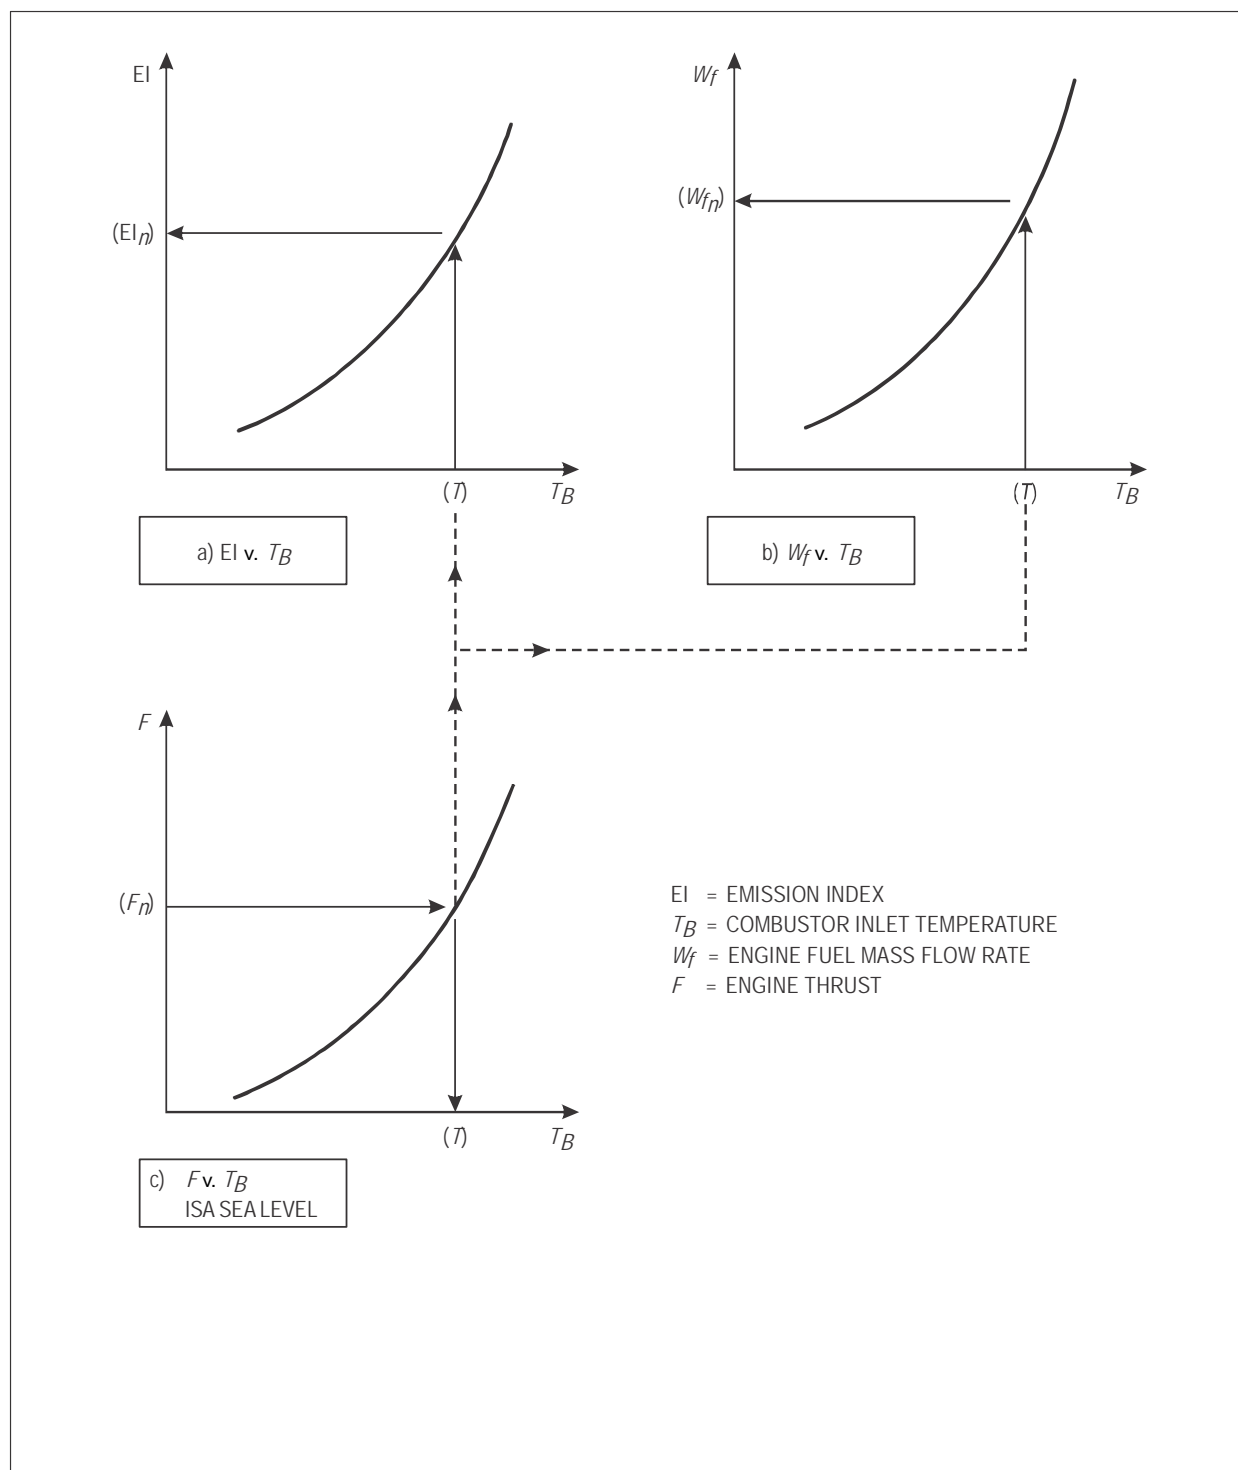 EI
(EIn)
(T)
TB
a) EI v. TB
Wf
(Wfn)
(T)
TB
b) Wf v. TB
F
(Fn)
(T)
TB
c) F v. TB
ISA SEA LEVEL
EI = EMISSION INDEX
TB = COMBUSTOR INLET TEMPERATURE
Wf = ENGINE FUEL MASS FLOW RATE
F = ENGINE THRUST